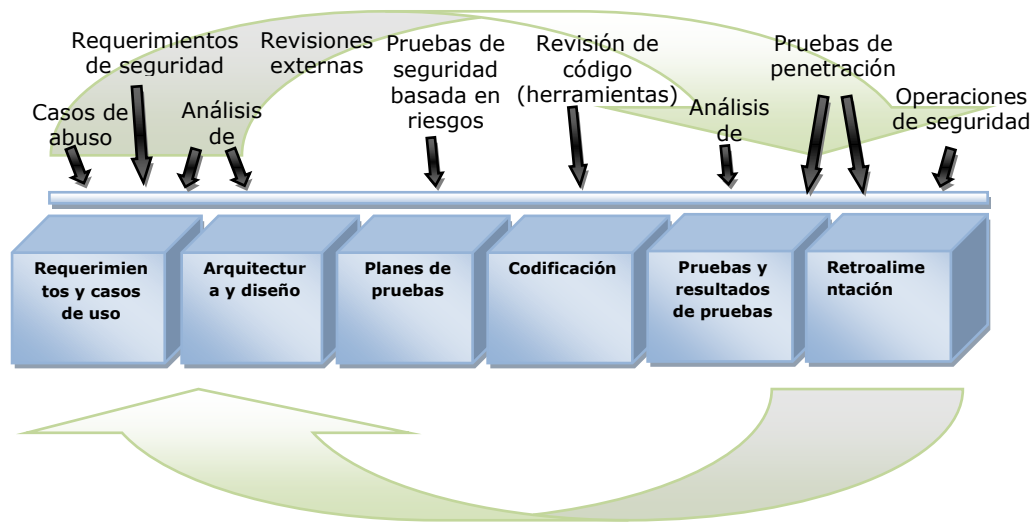 Requerimientos
de seguridad
Revisiones
externas
Pruebas de
seguridad
basada en
riesgos
Revisión de
código
(herramientas)
Pruebas de
penetración
Casos de
abuso
Análisis
de
Análisis
de
Operaciones
de seguridad
Requerimien
tos y casos
de uso
Arquitectur
a y diseño
Planes de
pruebas
Codificación
Pruebas y
resultados
de pruebas
Retroalime
ntación